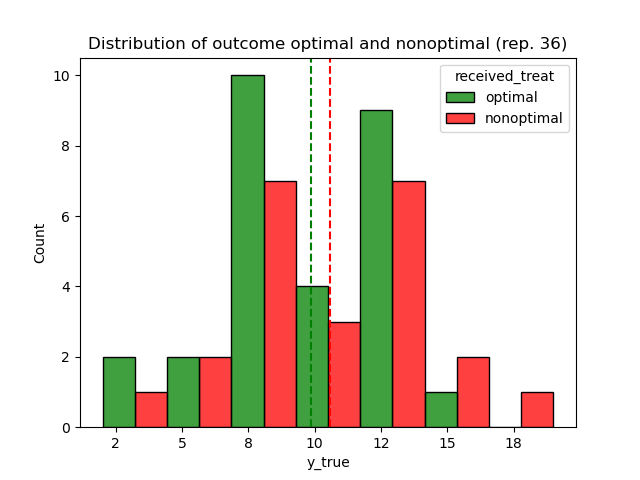 Distribution of outcome optimal and nonoptimal (rep. 36)
received_treat
optimal
nonoptimal
Count
10
8
6
4
2
0
2 5 8 10 12 15 18
y_true